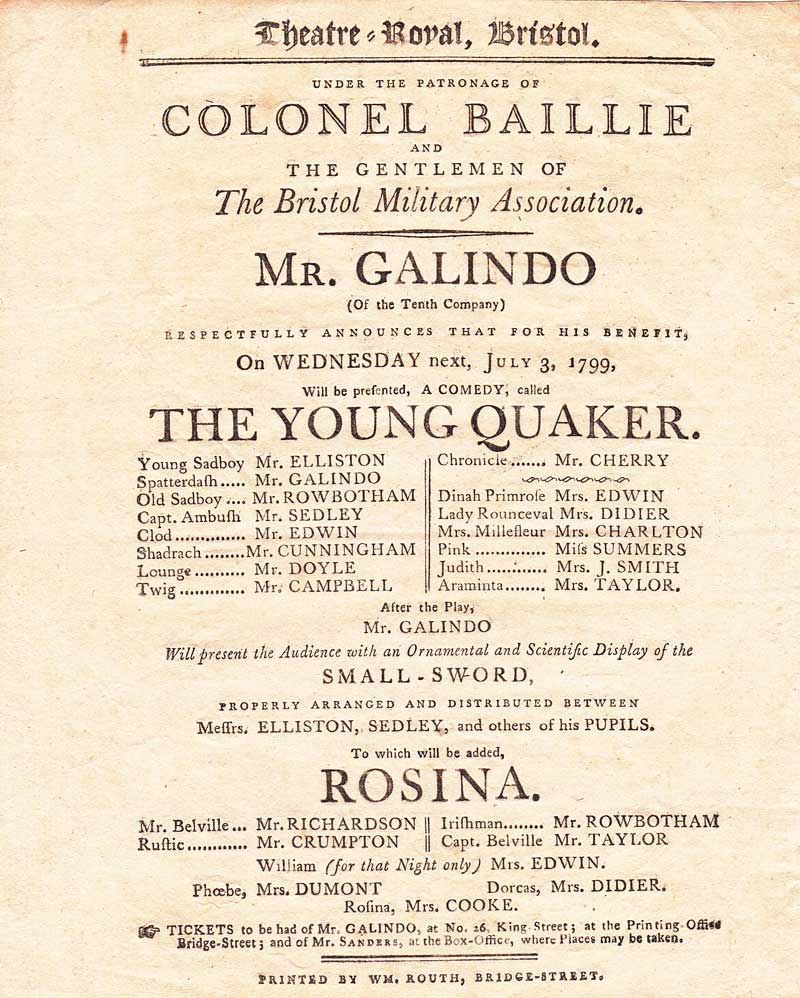 Theatre-Royal, Bristol.
UNDER THE PATRONAGE OF
COLONEL BAILLIE
AND
THE GENTLEMEN OF
The Bristol Military Association.
MR. GALINDO
(Of the Tenth Company)
RESPECTFULLY ANNOUNCES THAT FOR HIS BENEFIT,
On WEDNESDAY next, JULY 3, 1799,
Will be preſented, A COMEDY, called
THE YOUNG QUAKER.
Young Sadboy Mr. ELLISTON
Spatterdaſh ..... Mr. GALINDO
Old Sadboy .... Mr. ROWBOTHAM
Capt. Ambuſh Mr. SEDLEY
Clod ............. Mr. EDWIN
Shadrach ........ Mr. CUNNINGHAM
Lounge .......... Mr. DOYLE
Twig ............. Mr. CAMPBELL
Chronicle ....... Mr. CHERRY
Dinah Primroſe Mrs. EDWIN
Lady Rounceval Mrs. DIDIER
Mrs. Millefleur Mrs. CHARLTON
Pink ............. Miſs SUMMERS
Judith ........... Mrs. J. SMITH
Araminta ........ Mrs. TAYLOR.
After the Play,
Mr. GALINDO
Will present the Audience with an Ornamental and Scientific Display of the
SMALL-SWORD,
PROPERLY ARRANGED AND DISTRIBUTED BETWEEN
Meſſrs. ELLISTON, SEDLEY, and others of his PUPILS.
To which will be added,
ROSINA.
Mr. Belville ... Mr. RICHARDSON || Iriſhman ........ Mr. ROWBOTHAM
Ruſtic ............ Mr. CRUMPTON || Capt. Belville Mr. TAYLOR
William (for that Night only) Mrs. EDWIN.
Phœbe, Mrs. DUMONT Dorcas, Mrs. DIDIER.
Roſina, Mrs. COOKE.
☞ TICKETS to be had of Mr. GALINDO, at No. 26, King-Street; at the Printing-Office
Bridge-Street; and of Mr. SANDERS, at the Box-Office, where Places may be taken.
PRINTED BY WM. ROUTH, BRIDGE-STREET.